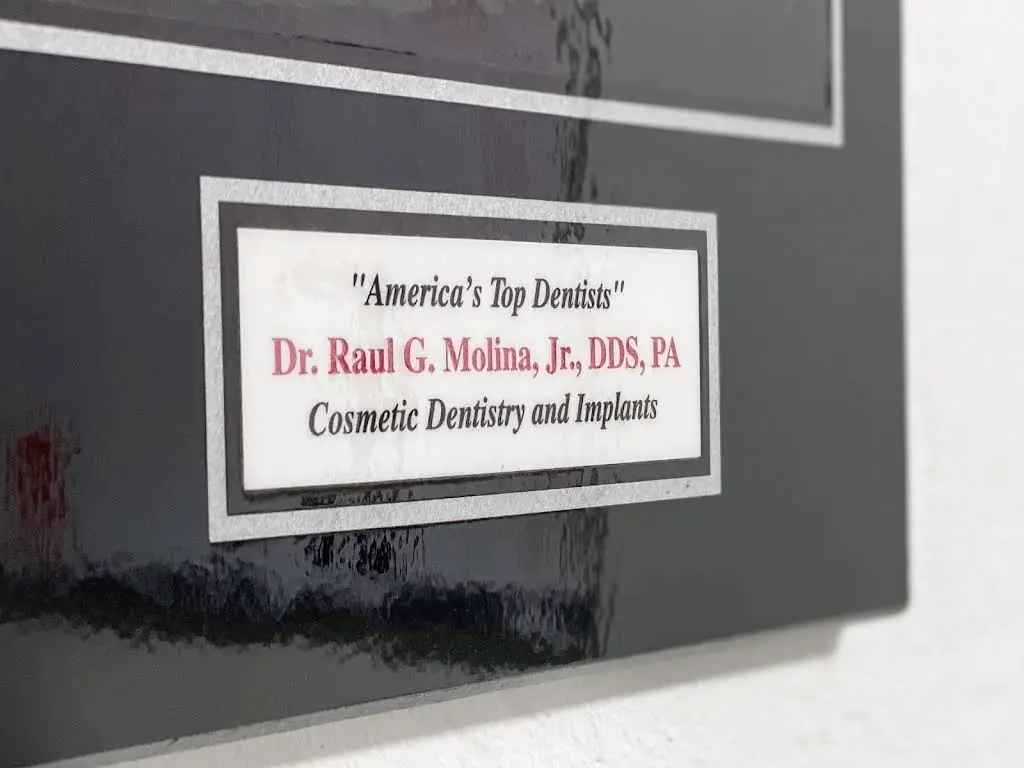 "America's Top Dentists"
Dr. Raul G. Molina, Jr., DDS, PA
Cosmetic Dentistry and Implants